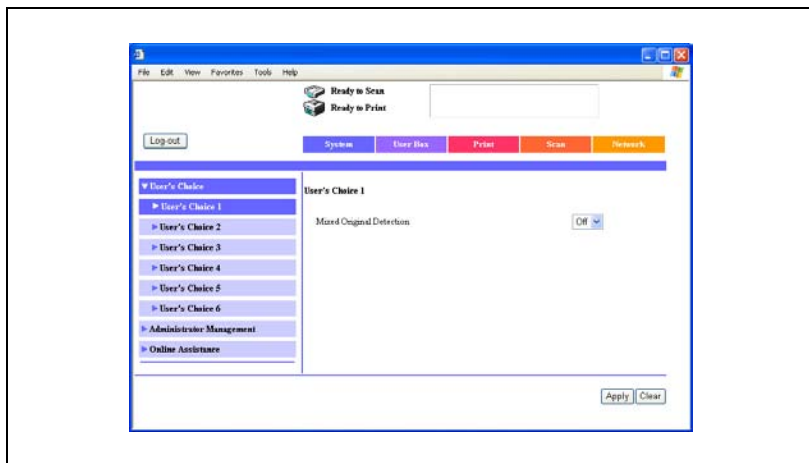 File Edit View Favorites Tools Help
Ready to Scan
Ready to Print
Log-out
System User Box Print Scan Network
User's Choice
User's Choice 1
User's Choice 2
User's Choice 3
User's Choice 4
User's Choice 5
User's Choice 6
Administrator Management
Online Assistance
User's Choice 1
Mixed Original Detection Off
Apply Clear